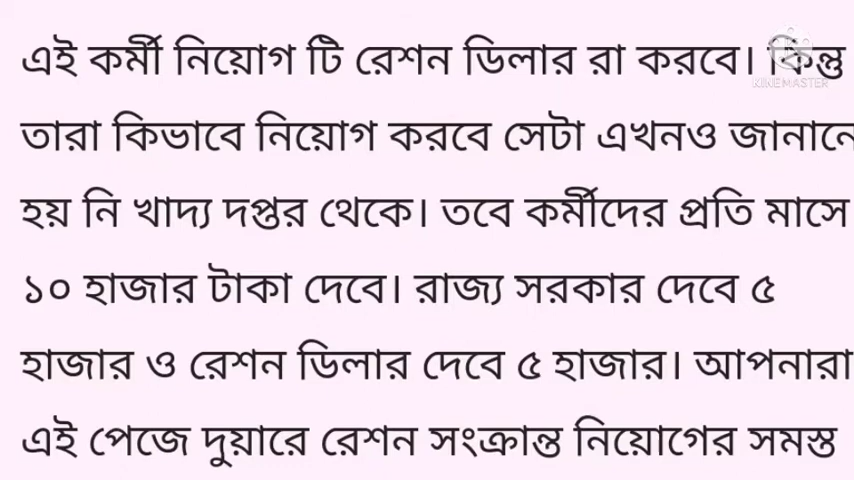 এই কর্মী নিয়োগ টি রেশন ডিলার রা করবে। কিন্তু
KINEMASTER
তারা কিভাবে নিয়োগ করবে সেটা এখনও জানানো
হয় নি খাদ্য দপ্তর থেকে। তবে কর্মীদের প্রতি মাসে
১০ হাজার টাকা দেবে। রাজ্য সরকার দেবে ৫
হাজার ও রেশন ডিলার দেবে ৫ হাজার। আপনারা
এই পেজে দুয়ারে রেশন সংক্রান্ত নিয়োগের সমস্ত